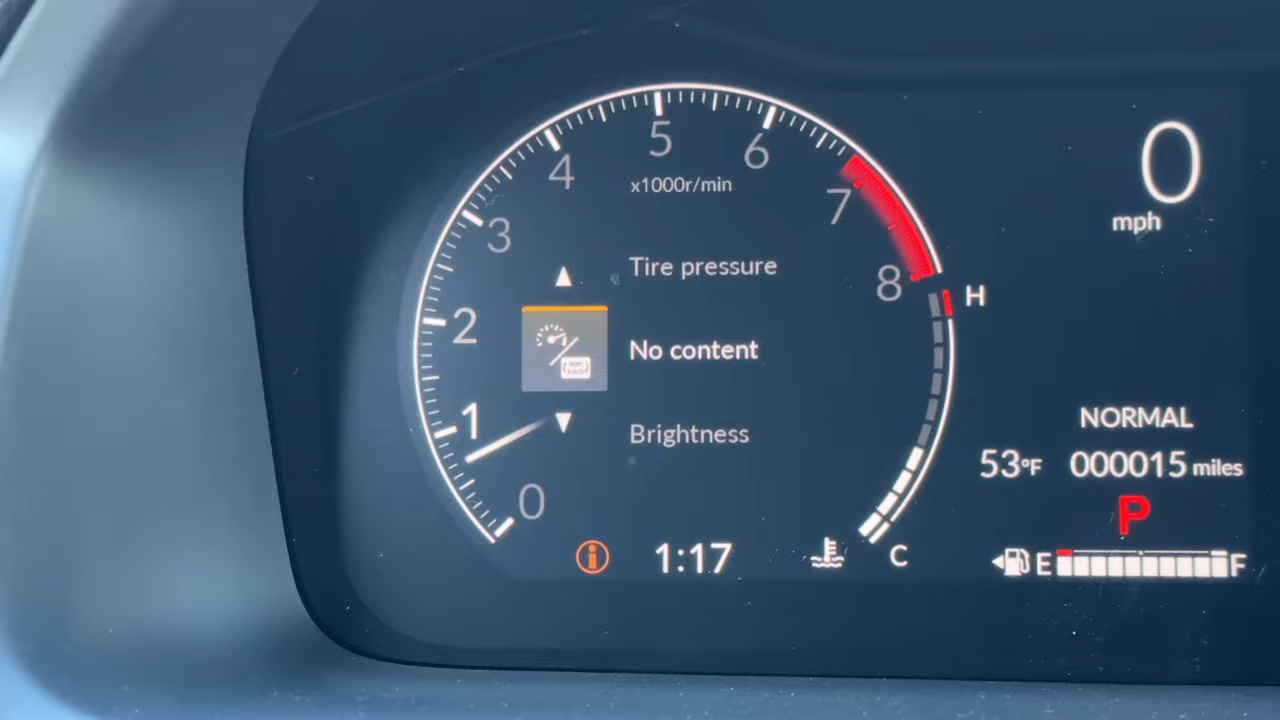 5
4
6
x1000r/min
7
3
8
Tire pressure
2
No content
1
Brightness
0
1:17
H
C
0
mph
NORMAL
53°F 000015 miles
P
E F